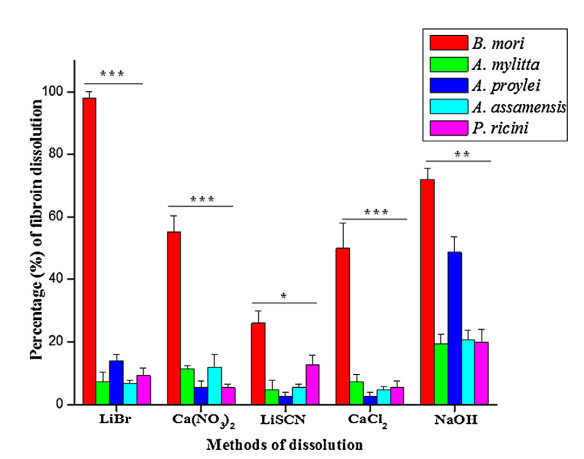 B. mori
A. mylitta
A. proylei
A. assamensis
P. ricini
Percentage (%) of fibroin dissolution
100
80
60
40
20
0
***
***
*
***
**
LiBr
Ca(NO3)2
LiSCN
CaCl2
NaOH
Methods of dissolution